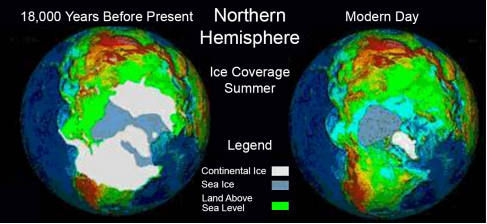 18,000 Years Before Present
Northern
Hemisphere
Modern Day
Ice Coverage
Summer
Legend
Continental Ice
Sea Ice
Land Above
Sea Level